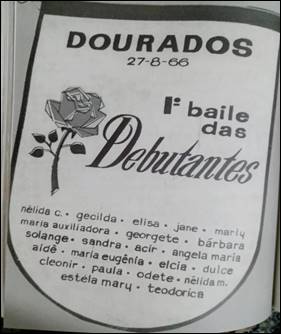 DOURADOS
27-8-66
1º baile
das
Debutantes
nélida c. • gecilda • elisa • jane • marly
maria auxiliadora • georgete • bárbara
solange • sandra • acir • angela maria
aidê • maria eugênia • elcia • dulce
cleonir • paula • odete • nélida m.
estéla mary • teodorica